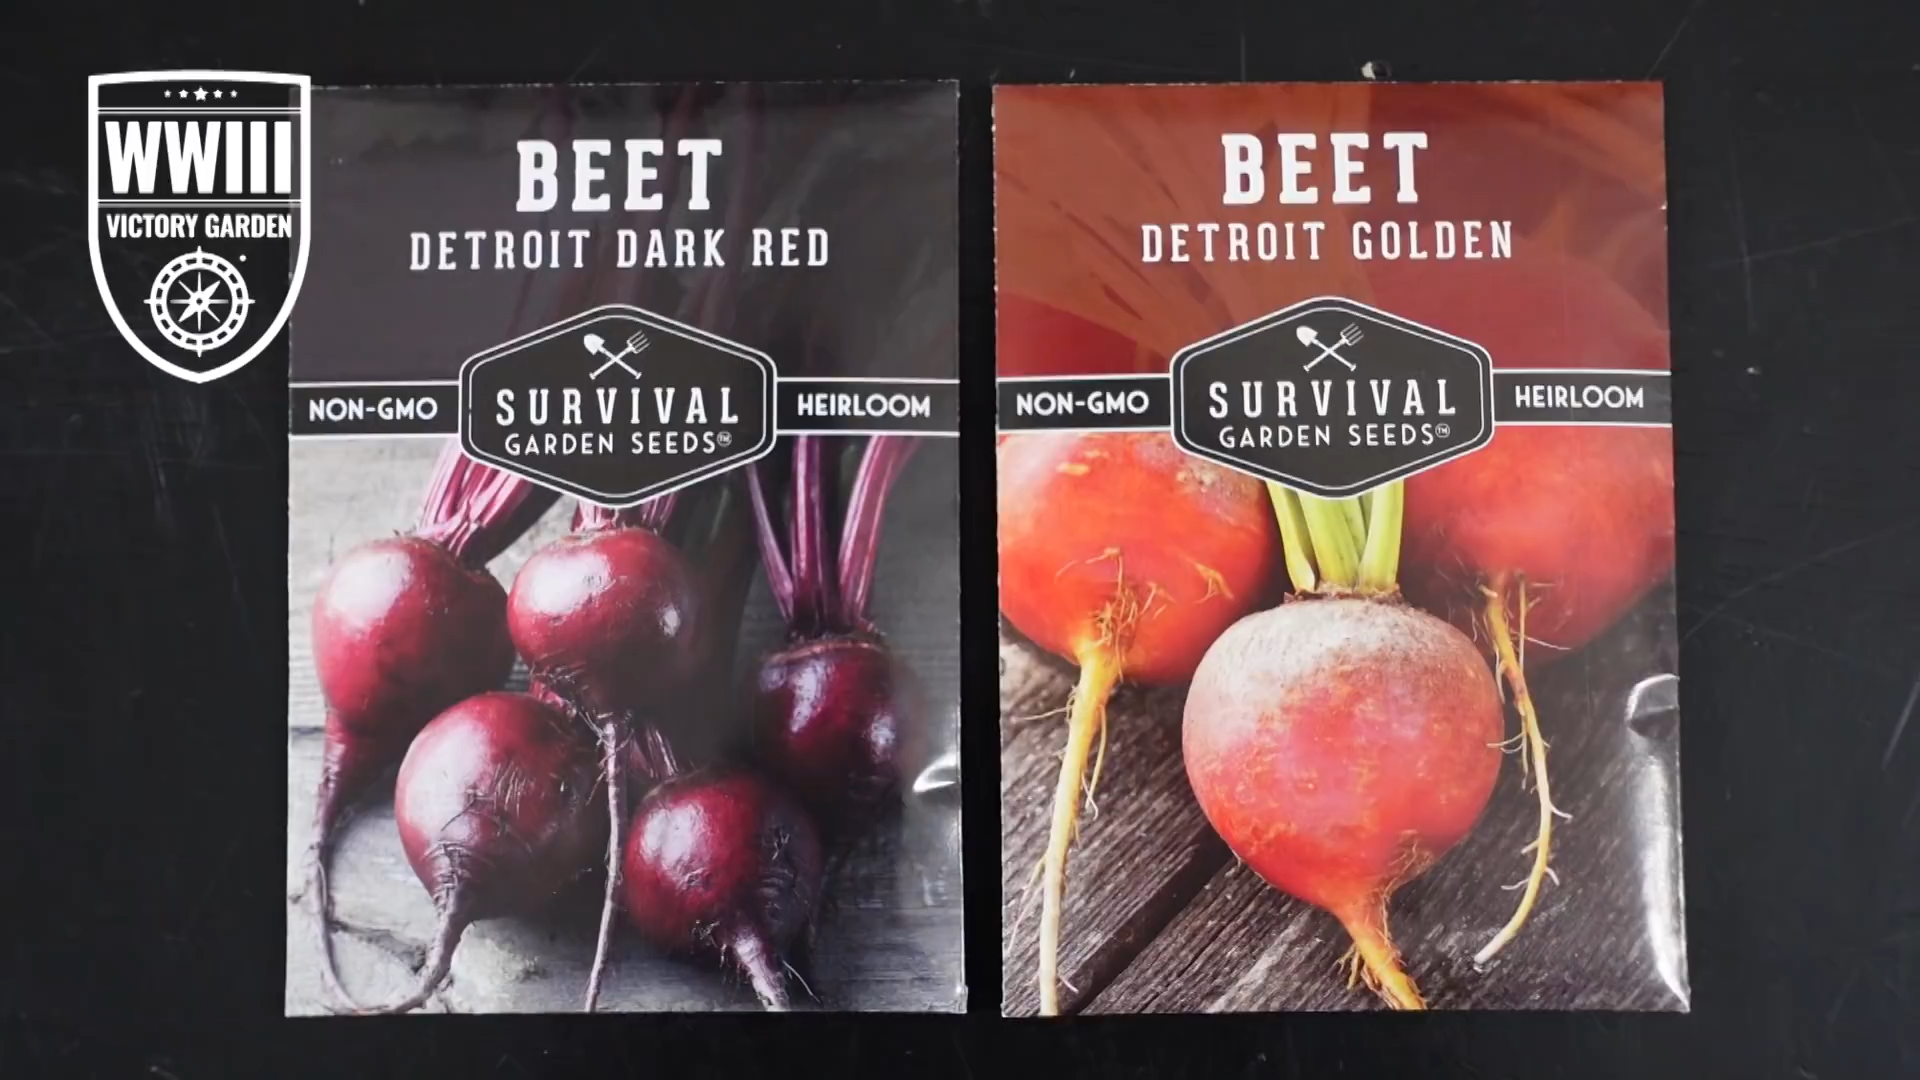 WWIII
VICTORY GARDEN
BEET
DETROIT DARK RED
NON-GMO
SURVIVAL
GARDEN SEEDS™
HEIRLOOM
BEET
DETROIT GOLDEN
NON-GMO
SURVIVAL
GARDEN SEEDS™
HEIRLOOM